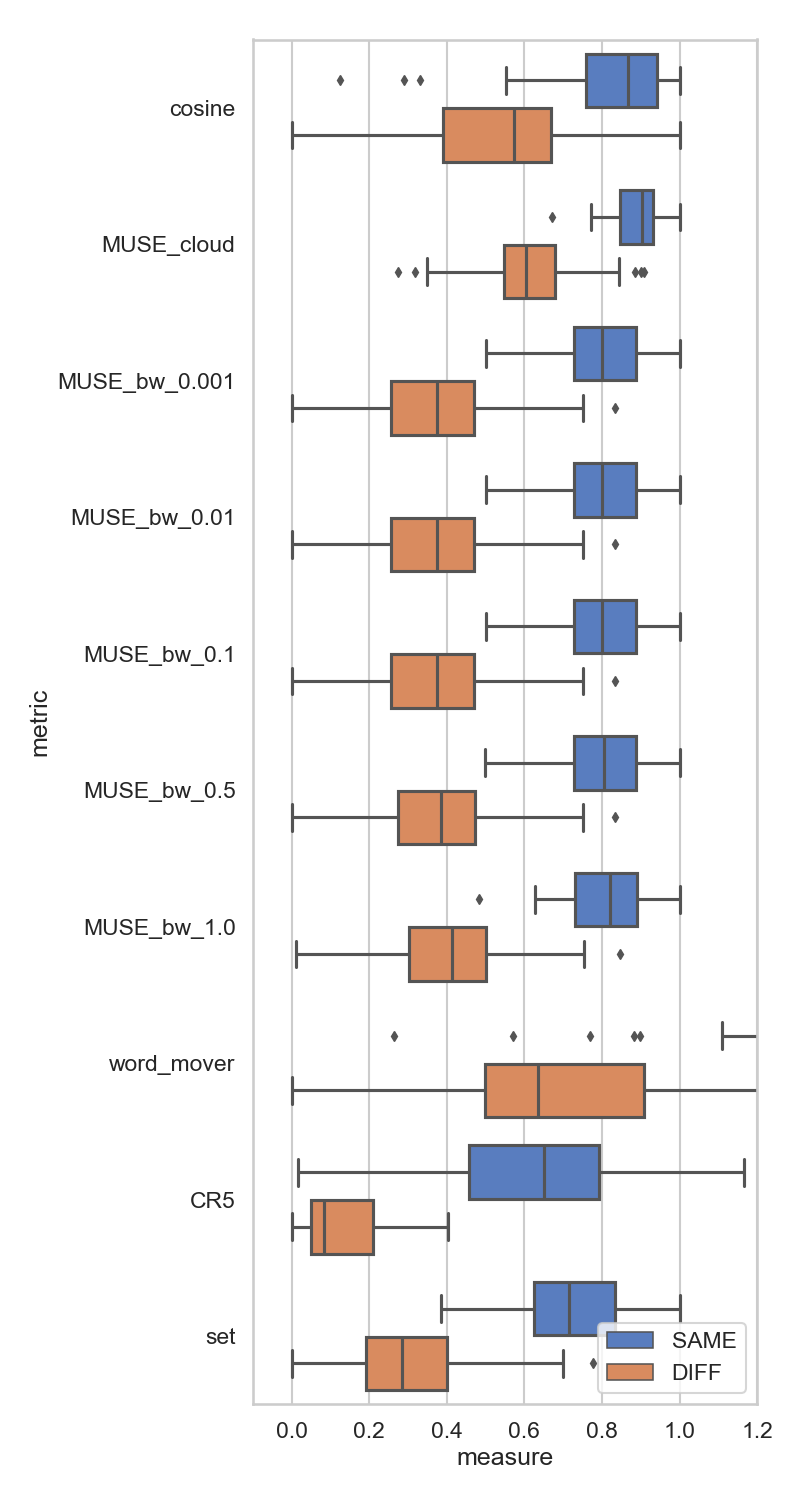 cosine
MUSE_cloud
MUSE_bw_0.001
MUSE_bw_0.01
MUSE_bw_0.1
MUSE_bw_0.5
MUSE_bw_1.0
word_mover
CR5
set
metric
SAME
DIFF
0.0 0.2 0.4 0.6 0.8 1.0 1.2
measure